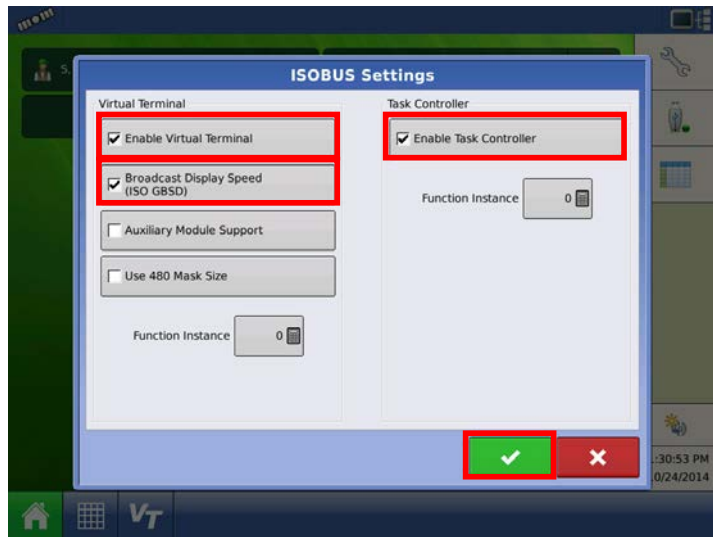 S.
ISOBUS Settings
Virtual Terminal
Enable Virtual Terminal
Broadcast Display Speed
(ISO GBSD)
Auxiliary Module Support
Use 480 Mask Size
Function Instance
0
Task Controller
Enable Task Controller
Function Instance
0
:30:53 PM
0/24/2014
VT